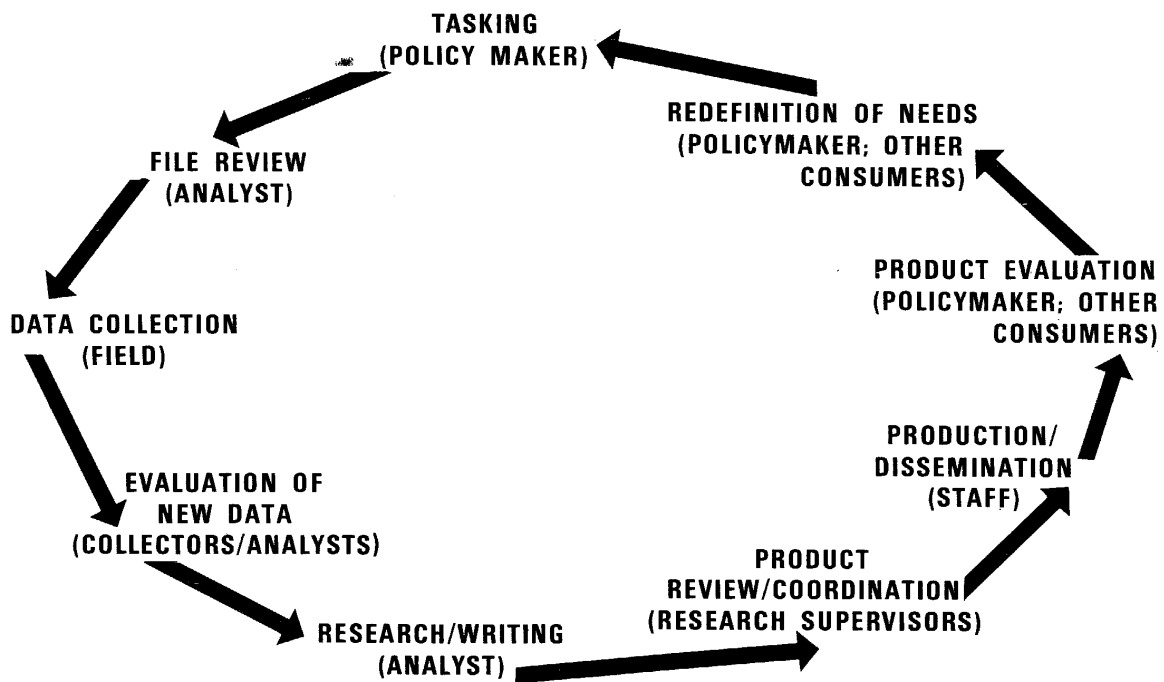 TASKING
(POLICY MAKER)
FILE REVIEW
(ANALYST)
DATA COLLECTION
(FIELD)
EVALUATION OF
NEW DATA
(COLLECTORS/ANALYSTS)
RESEARCH/WRITING
(ANALYST)
PRODUCT
REVIEW/COORDINATION
(RESEARCH SUPERVISORS)
PRODUCTION/
DISSEMINATION
(STAFF)
PRODUCT EVALUATION
(POLICYMAKER; OTHER
CONSUMERS)
REDEFINITION OF NEEDS
(POLICYMAKER; OTHER
CONSUMERS)